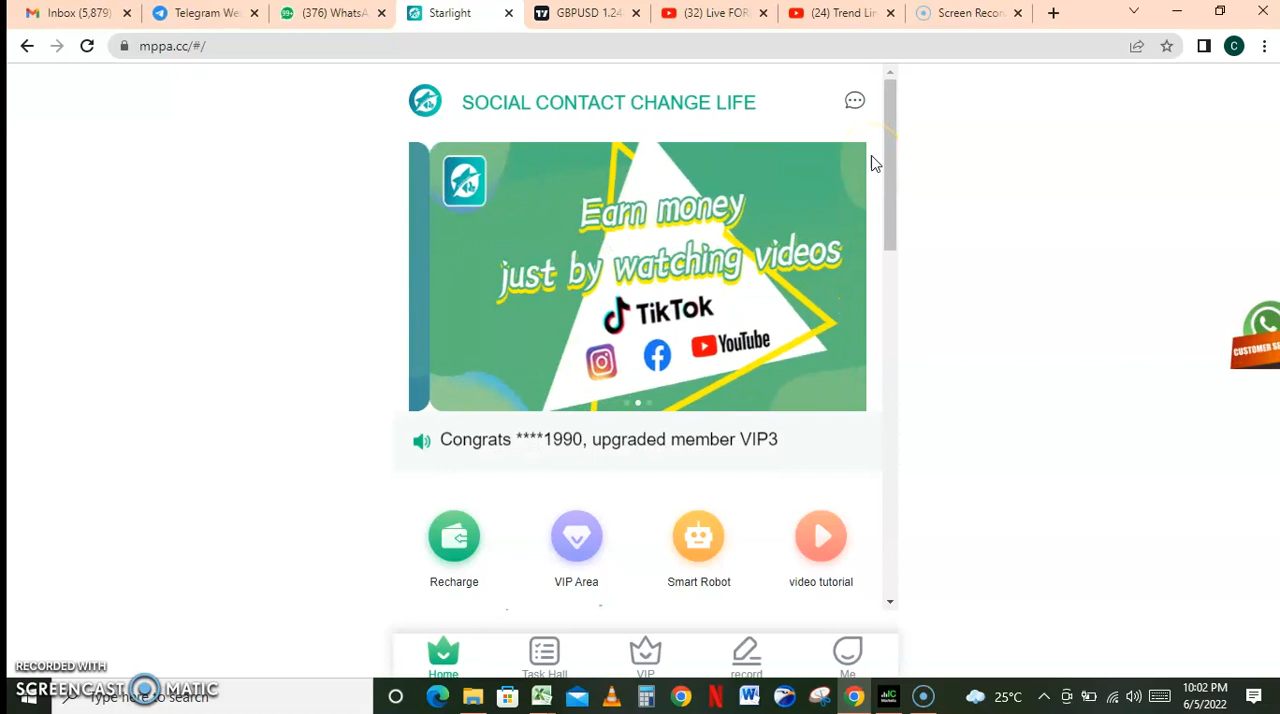 Inbox (5,879)
Telegram We
(376) WhatsA
Starlight
GBPUSD 1.24
(32) Live FOR
(24) Trend Lin
Screen Recor
mppa.cc/#/
C
SOCIAL CONTACT CHANGE LIFE
Earn money
just by watching videos
TikTok
YouTube
CUSTOMER SE
Congrats ****1990, upgraded member VIP3
Recharge
VIP Area
Smart Robot
video tutorial
Home
Task Hall
VIP
record
Me
RECORDED WITH
SCREENCAST MATIC
Type here to search
25°C
10:02 PM
6/5/2022